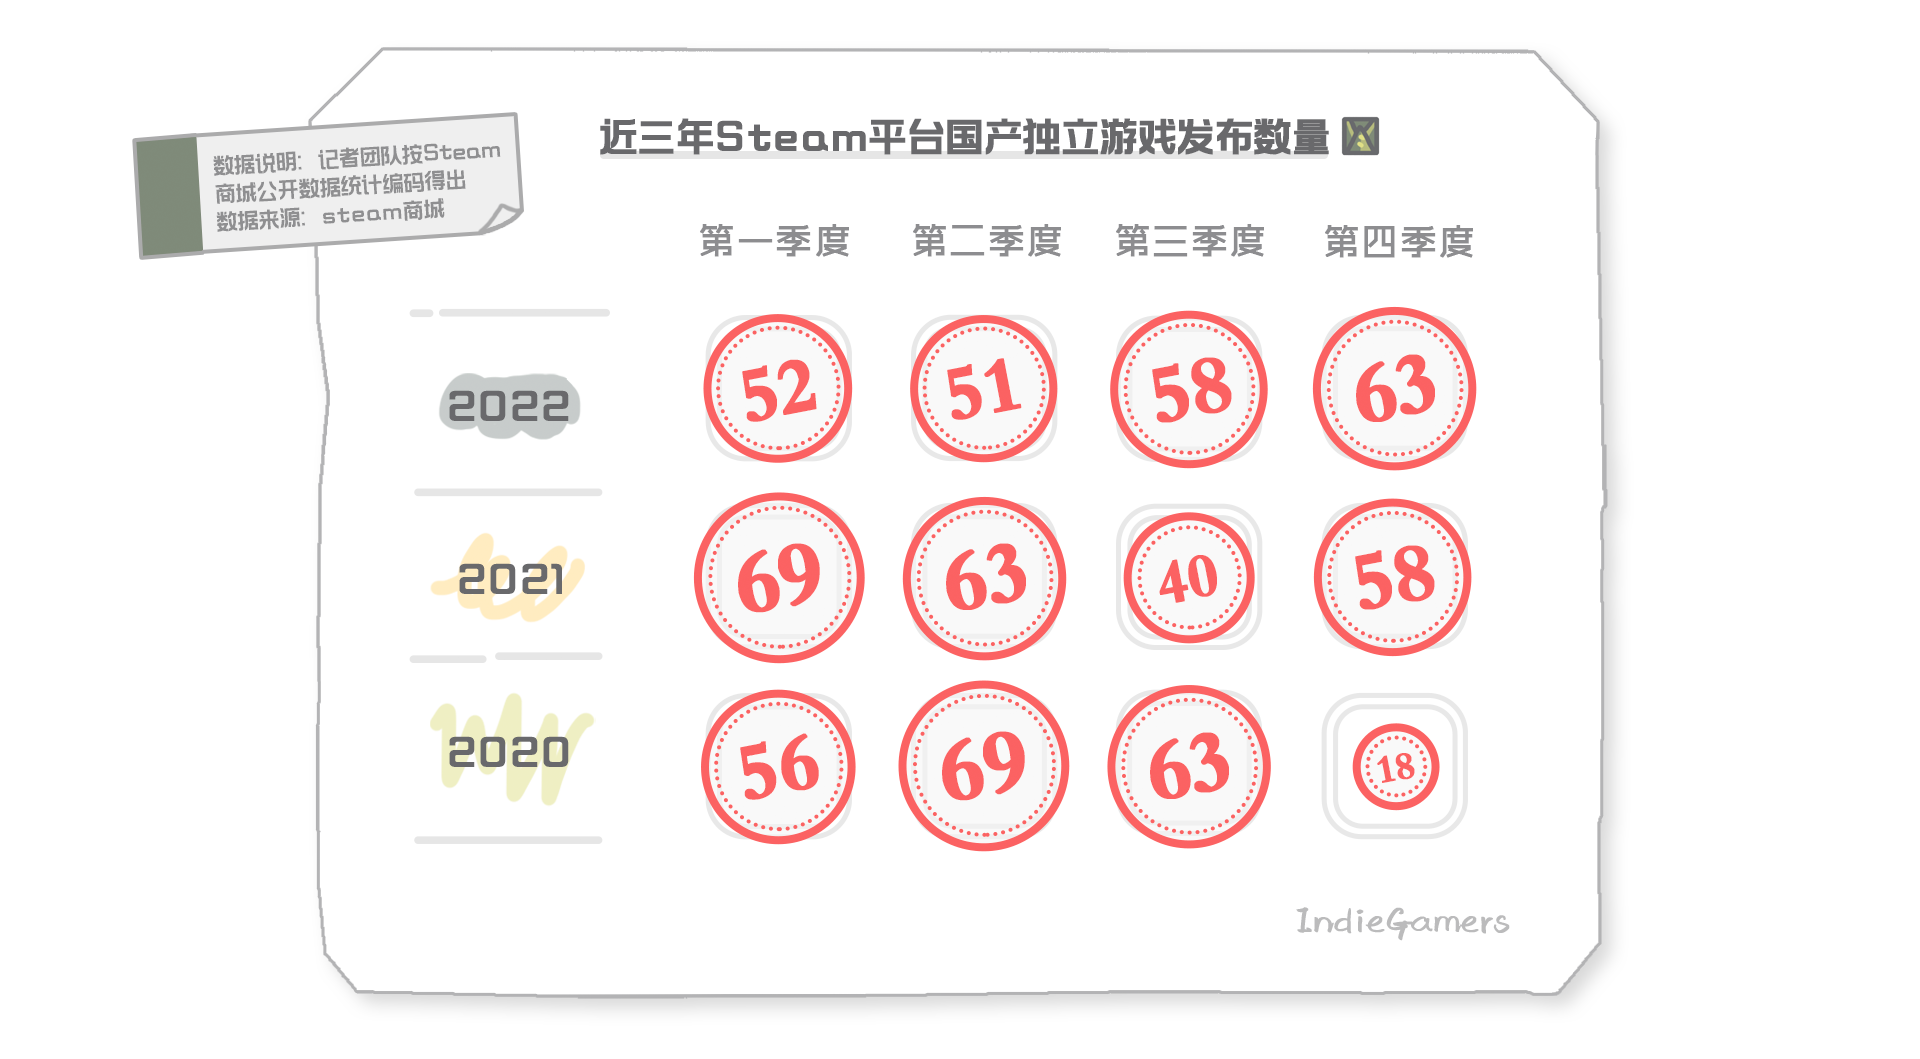 近三年Steam平台国产独立游戏发布数量
数据说明：记者团队按Steam
商城公开数据统计编码得出
数据来源：steam商城
第一季度 第二季度 第三季度 第四季度
2022 52 51 58 63
2021 69 63 40 58
2020 56 69 63 18
IndieGamers